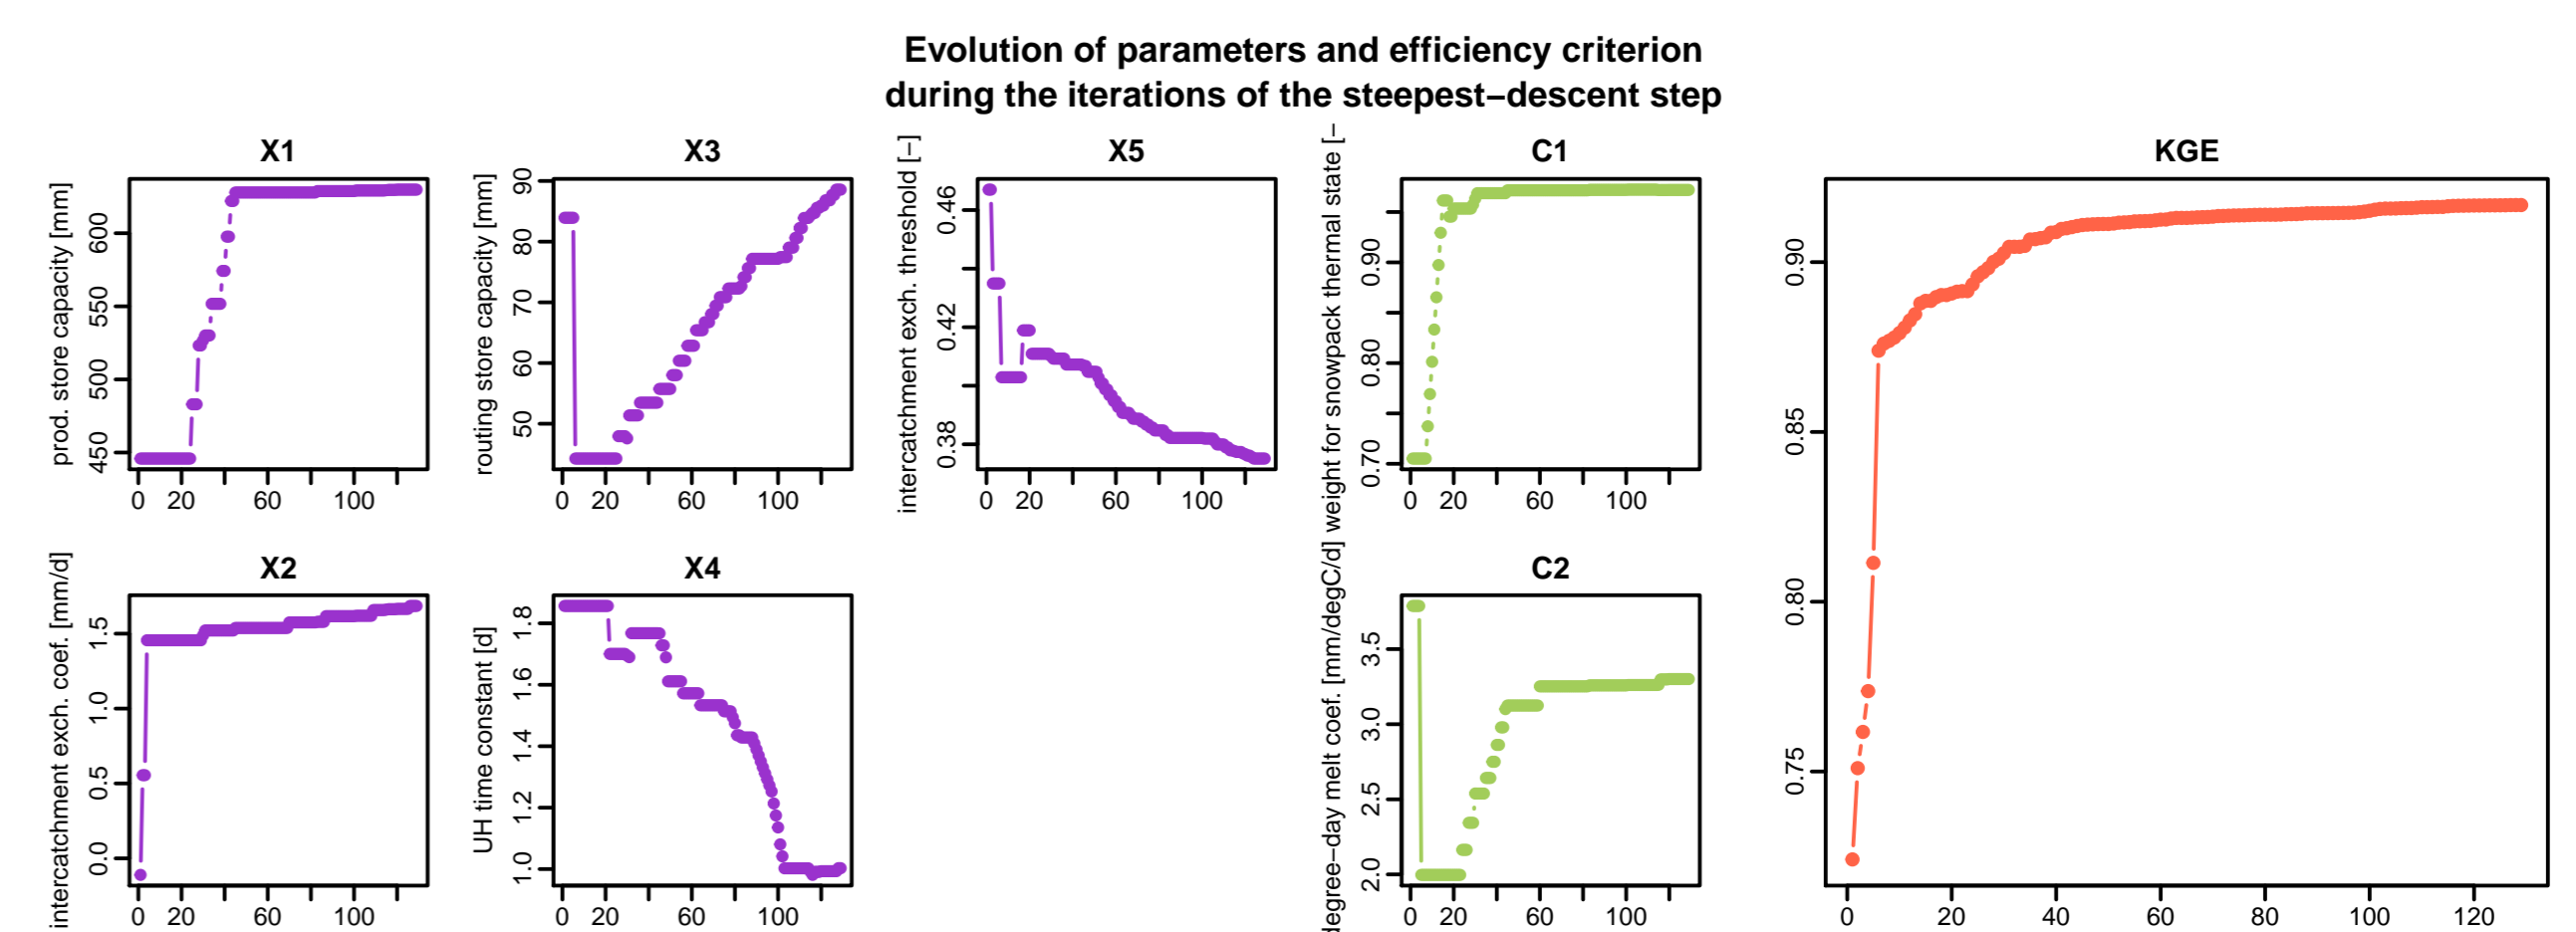 Evolution of parameters and efficiency criterion
during the iterations of the steepest−descent step
X1
prod. store capacity [mm]
450 500 550 600
0 20 60 100
X3
routing store capacity [mm]
50 60 70 80 90
0 20 60 100
X5
intercatchment exch. threshold [−]
0.38 0.42 0.46
0 20 60 100
C1
weight for snowpack thermal state [−
0.70 0.80 0.90
0 20 60 100
KGE
0.75 0.80 0.85 0.90
0 20 40 60 80 100 120
X2
intercatchment exch. coef. [mm/d]
0.0 0.5 1.0 1.5
0 20 60 100
X4
UH time constant [d]
1.0 1.2 1.4 1.6 1.8
0 20 60 100
C2
degree−day melt coef. [mm/degC/d]
2.0 2.5 3.0 3.5
0 20 60 100